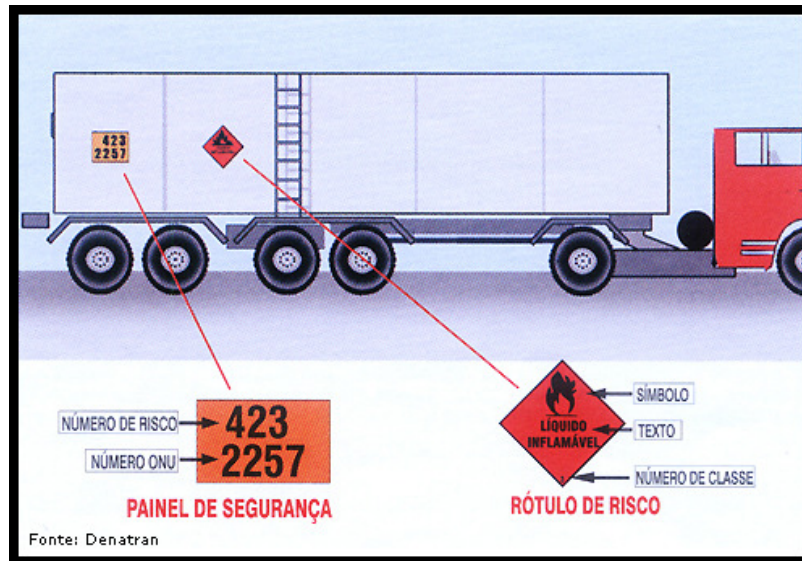 423
2257
NÚMERO DE RISCO
423
NÚMERO ONU
2257
PAINEL DE SEGURANÇA
LÍQUIDO
INFLAMÁVEL
SÍMBOLO
TEXTO
NÚMERO DE CLASSE
RÓTULO DE RISCO
Fonte: Denatran